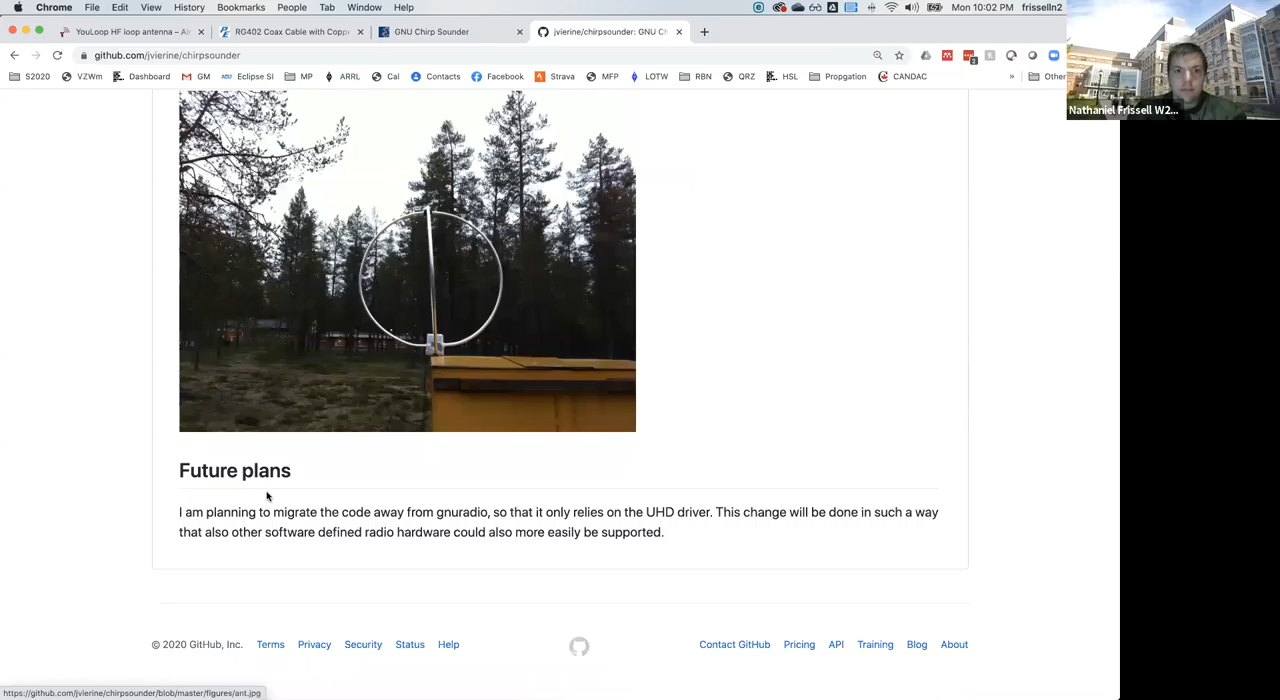 Chrome File Edit View History Bookmarks People Tab Window Help Mon 10:02 PM frisselln2
YouLoop HF loop antenna – Air RG402 Coax Cable with Coppe GNU Chirp Sounder jvierine/chirpsounder: GNU Ch
github.com/jvierine/chirpsounder 2
S2020 VZWm Dashboard GM Eclipse SI MP ARRL Cal Contacts Facebook Strava MFP LOTW RBN QRZ HSL Propgation CANDAC » Other
Nathaniel Frissell W2...
Future plans
I am planning to migrate the code away from gnuradio, so that it only relies on the UHD driver. This change will be done in such a way
that also other software defined radio hardware could also more easily be supported.
© 2020 GitHub, Inc. Terms Privacy Security Status Help Contact GitHub Pricing API Training Blog About
https://github.com/jvierine/chirpsounder/blob/master/figures/ant.jpg